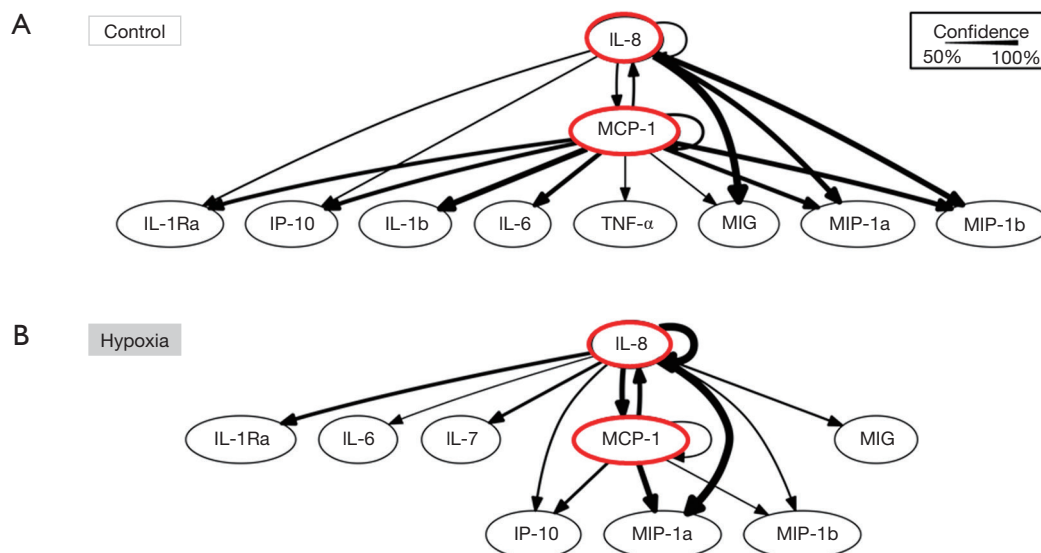 A
Control
IL-8
Confidence
50% 100%
MCP-1
IL-1Ra IP-10 IL-1b IL-6 TNF-α MIG MIP-1a MIP-1b
B
Hypoxia
IL-8
IL-1Ra IL-6 IL-7 MCP-1 MIG
IP-10 MIP-1a MIP-1b